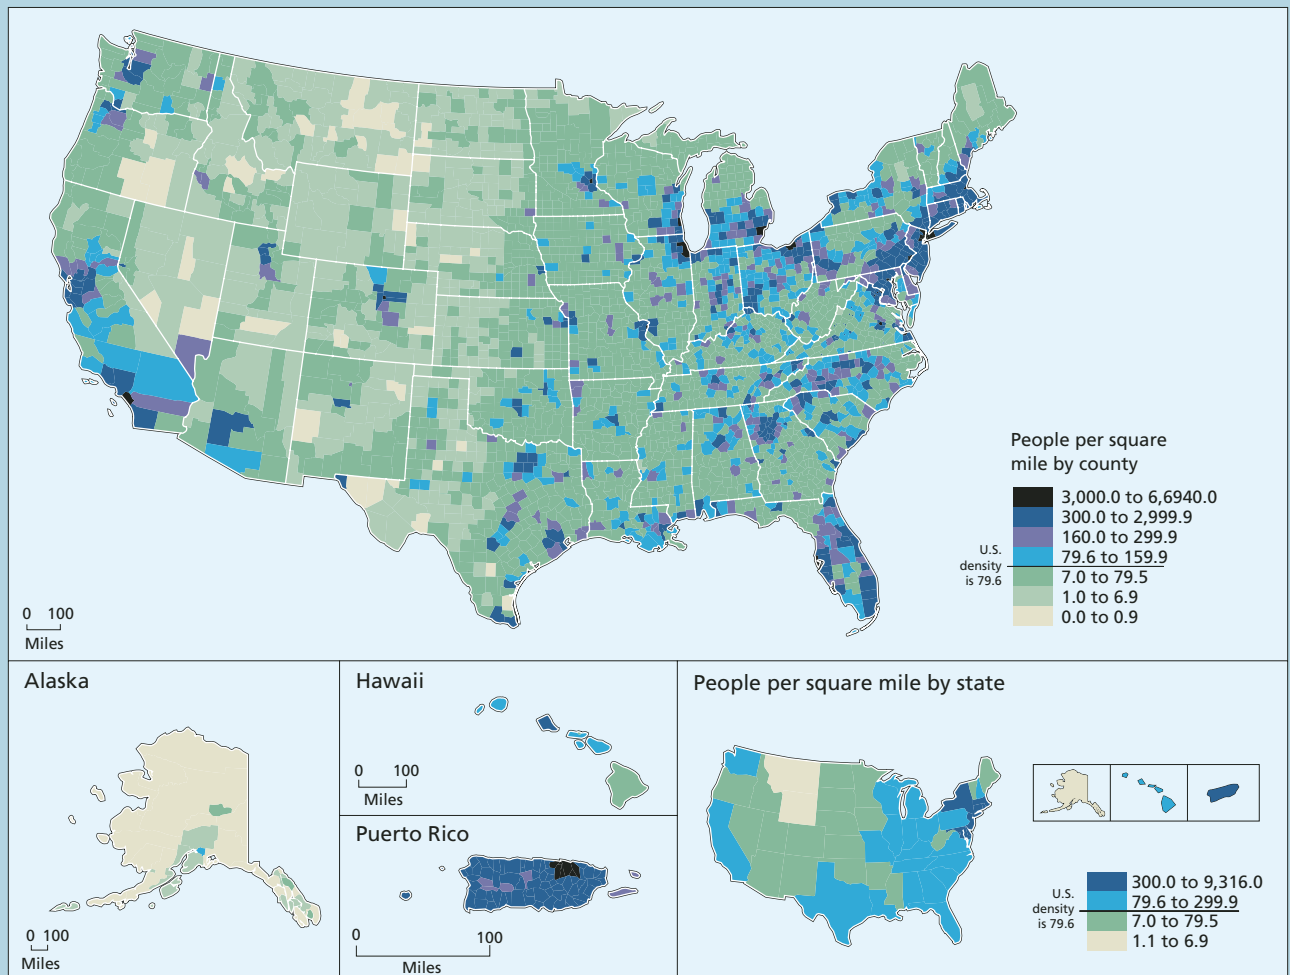 People per square
mile by county
3,000.0 to 6,6940.0
300.0 to 2,999.9
160.0 to 299.9
79.6 to 159.9
7.0 to 79.5
1.0 to 6.9
0.0 to 0.9
U.S.
density
is 79.6
0 100
Miles
Alaska
0 100
Miles
Hawaii
0 100
Miles
Puerto Rico
0 100
Miles
People per square mile by state
300.0 to 9,316.0
79.6 to 299.9
7.0 to 79.5
1.1 to 6.9
U.S.
density
is 79.6